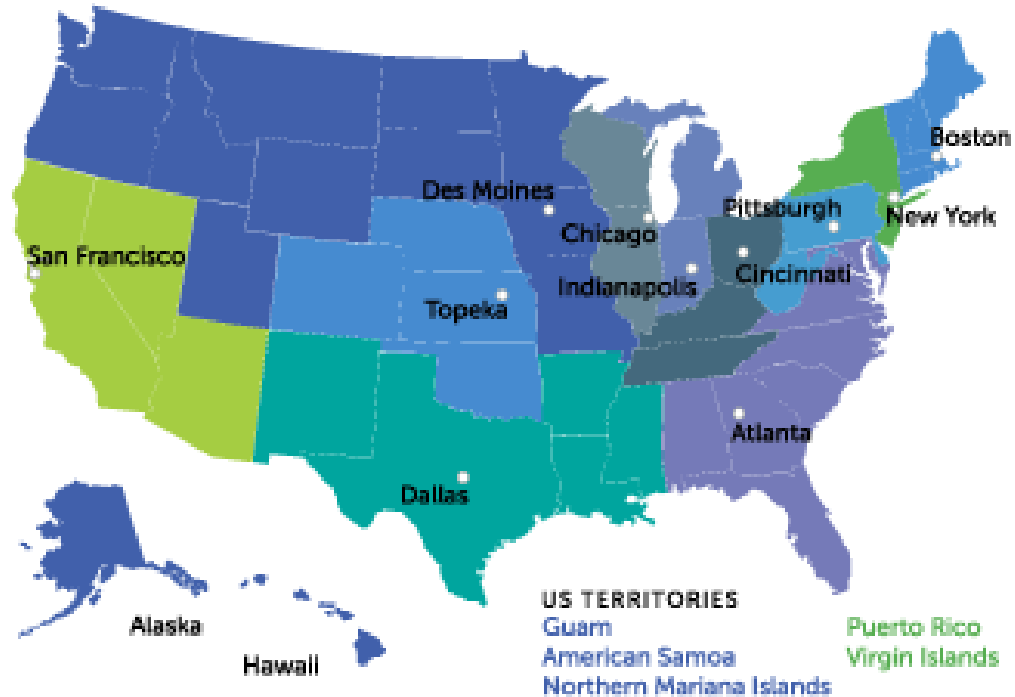 Boston
Des Moines
Pittsburgh
New York
Chicago
San Francisco
Cincinnati
Indianapolis
Topeka
Atlanta
Dallas
US TERRITORIES
Guam
Puerto Rico
Alaska
American Samoa
Virgin Islands
Hawaii
Northern Mariana Islands